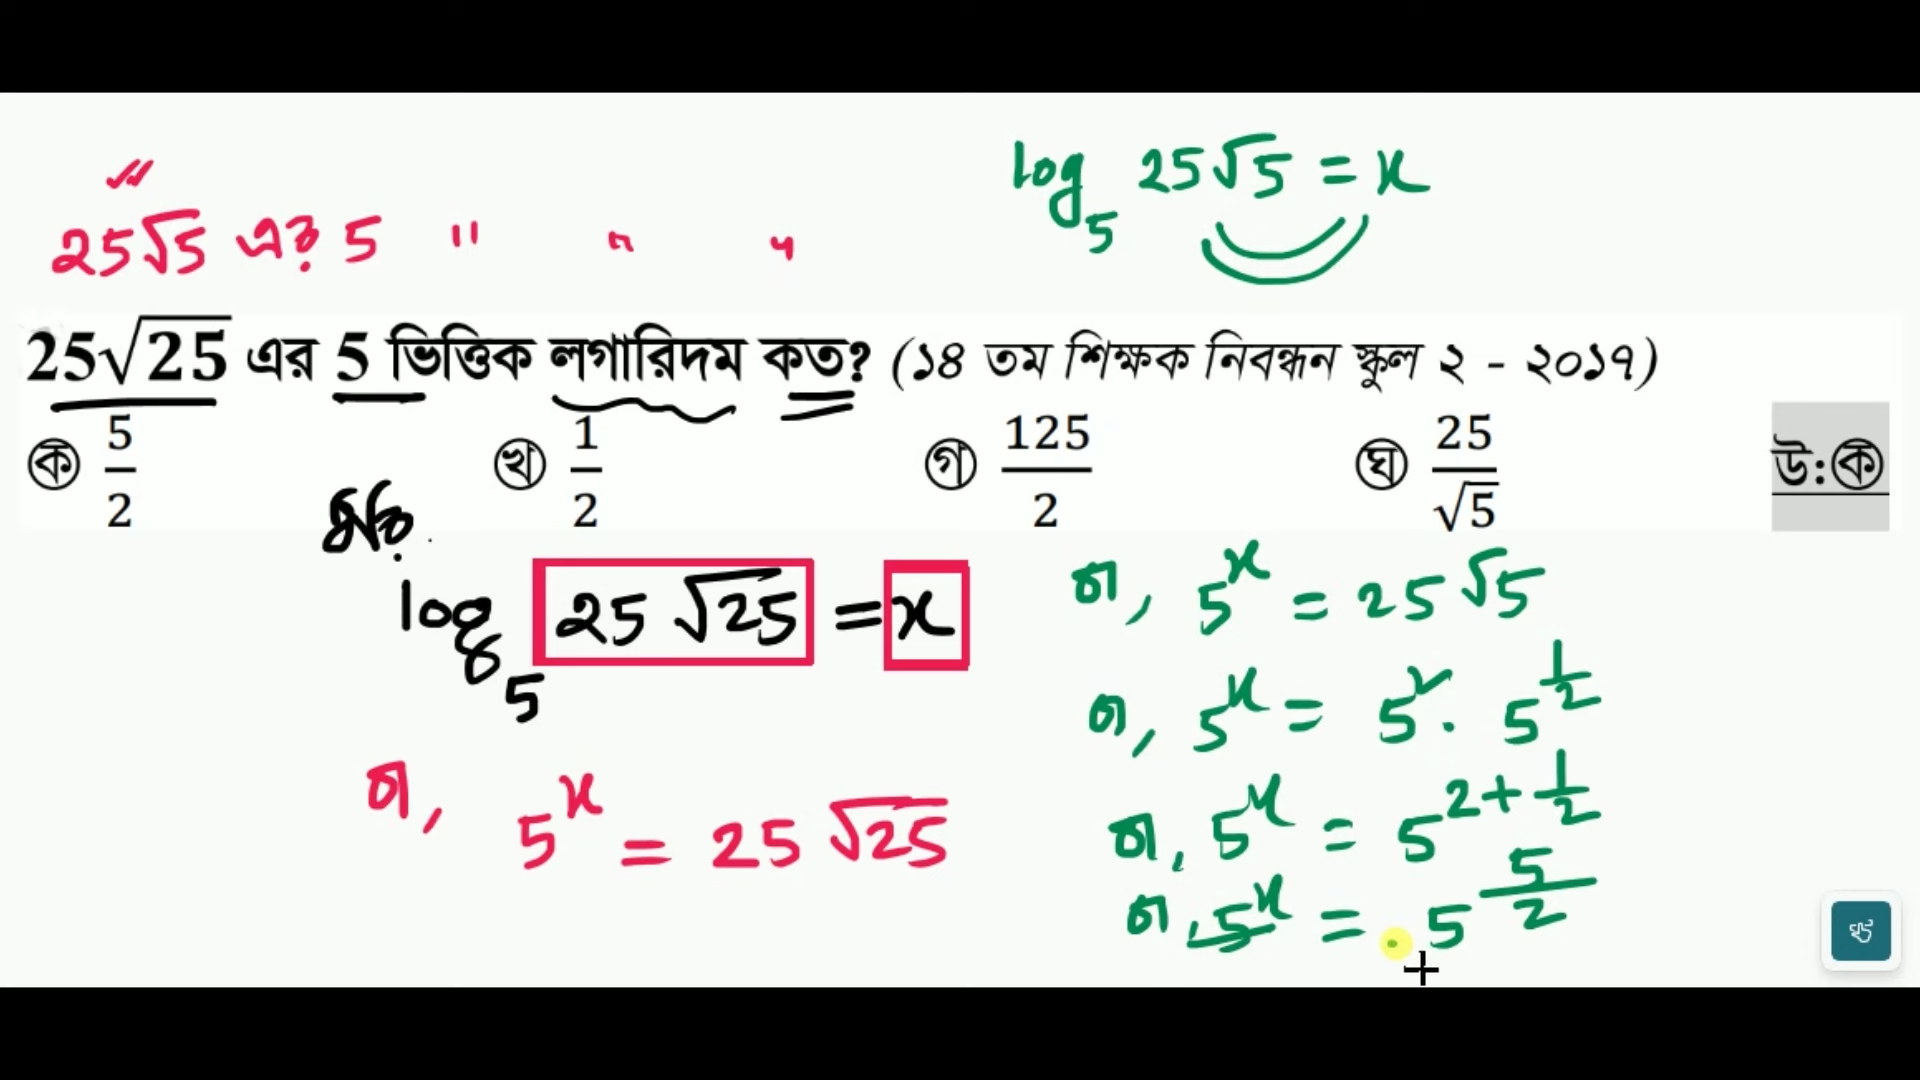 25√5 এর 5 " " "
log₅ 25√5 = x
25√25 এর 5 ভিত্তিক লগারিদম কত? (১৪ তম শিক্ষক নিবন্ধন স্কুল ২ - ২০১৭)
ক 5/2 খ 1/2 গ 125/2 ঘ 25/√5 উ:ক
log₅ 25√25 = x
বা, 5^x = 25√25
বা, 5^x = 25√5
বা, 5^x = 5². 5^(1/2)
বা, 5^x = 5^(2+1/2)
বা, 5^x = 5^(5/2)